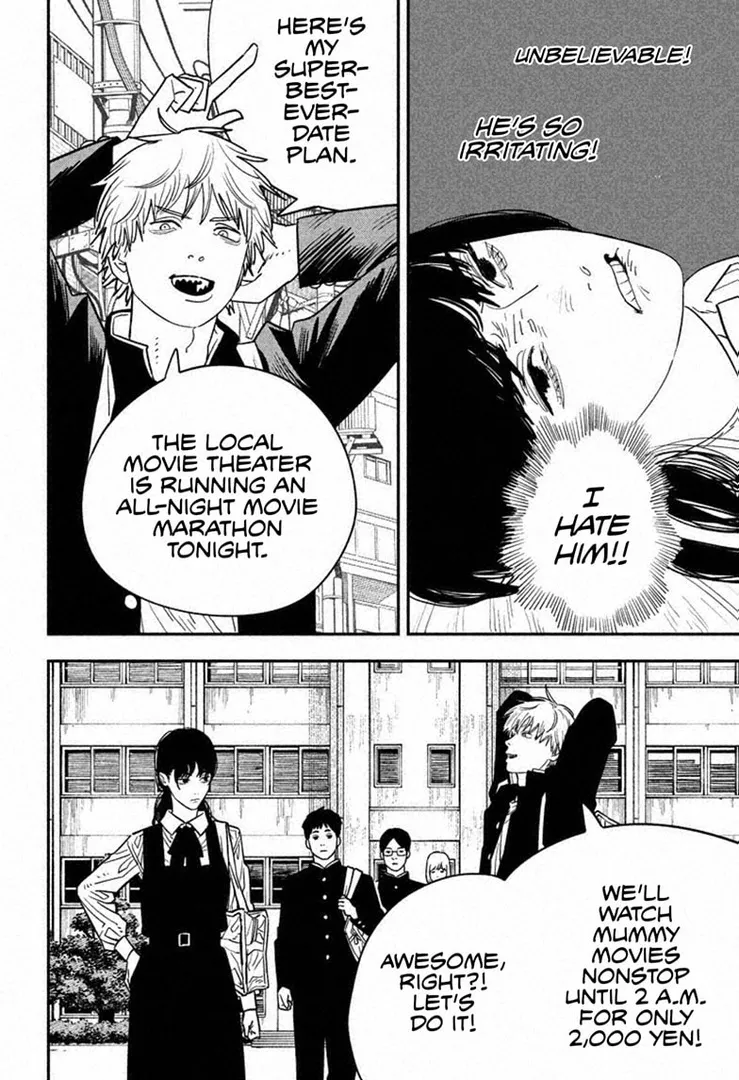 UNBELIEVABLE!
HE'S SO
IRRITATING!
I
HATE
HIM!!
HERE'S
MY
SUPER-
BEST-
EVER-
DATE
PLAN.
THE LOCAL
MOVIE THEATER
IS RUNNING AN
ALL-NIGHT MOVIE
MARATHON
TONIGHT.
WE'LL
WATCH
MUMMY
MOVIES
NONSTOP
UNTIL 2 A.M.
FOR ONLY
2,000 YEN!
AWESOME,
RIGHT?!
LET'S
DO IT!